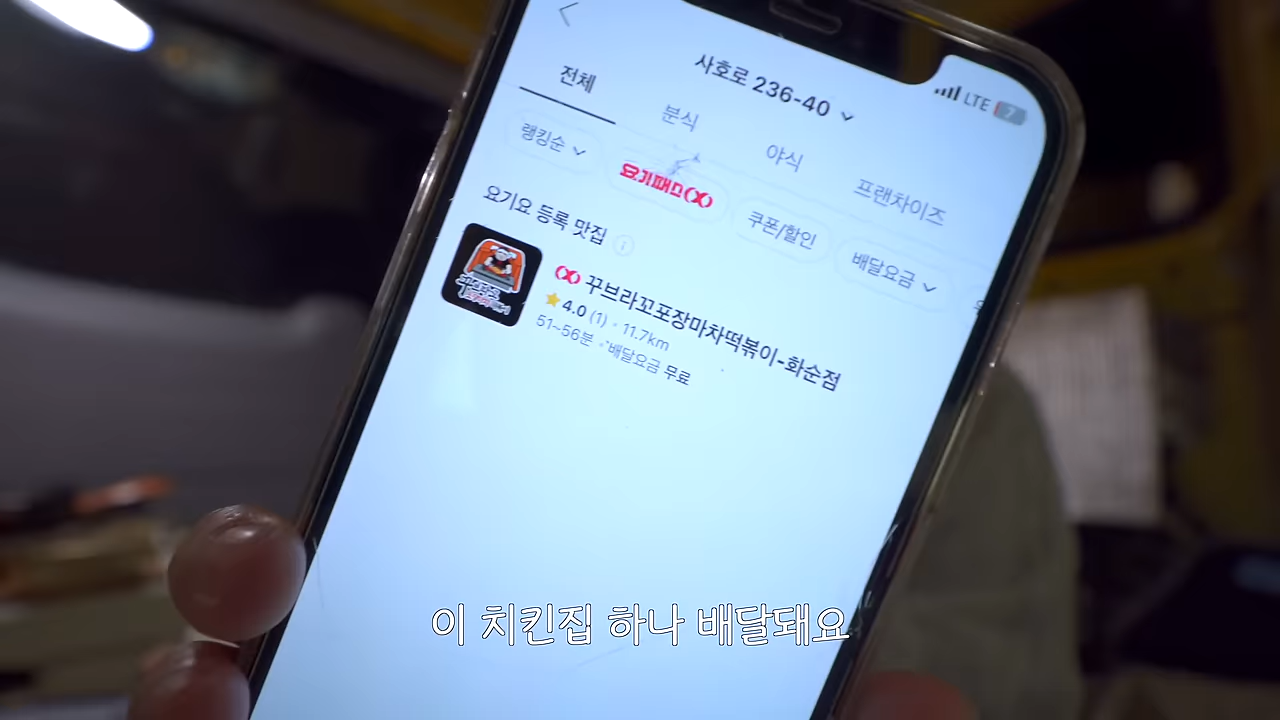 사호로 236-40
LTE 7
전체 분식 야식 프랜차이즈
랭킹순 요기패스 쿠폰/할인 배달요금
요기요 등록 맛집
꾸브라꼬포장마차떡볶이-화순점
4.0 (1) · 11.7km
51~56분 · 배달요금 무료
이 치킨집 하나 배달돼요